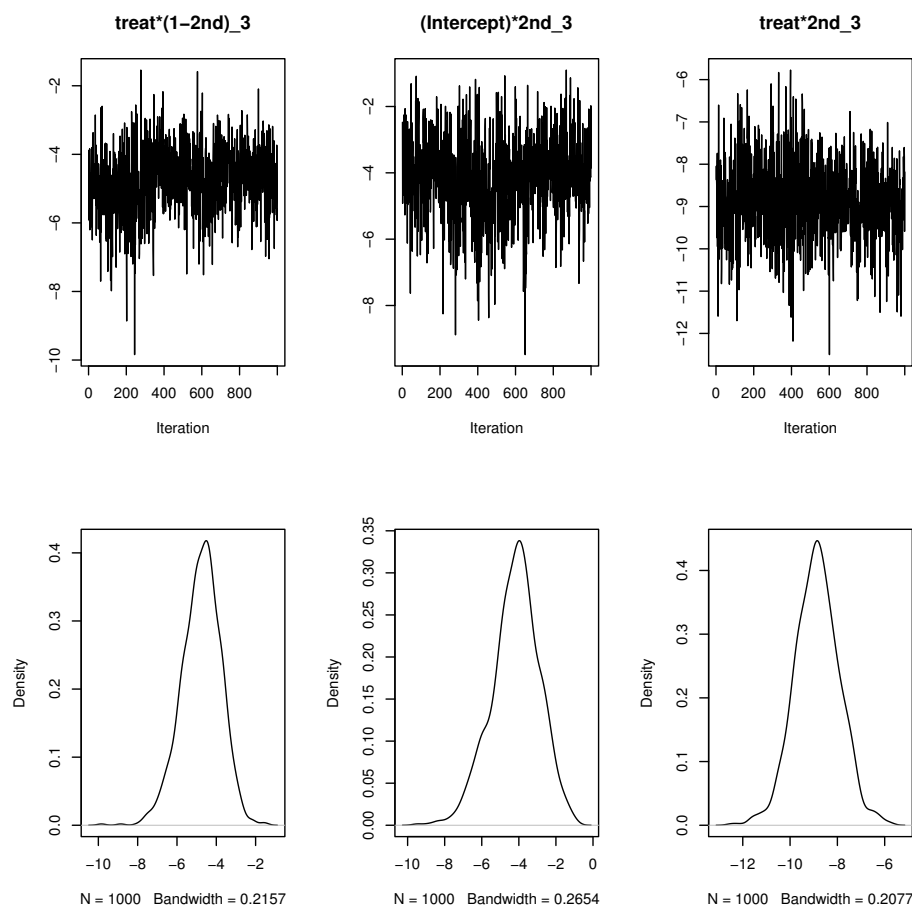 treat*(1−2nd)_3
(Intercept)*2nd_3
treat*2nd_3
−2
−4
−6
−8
−10
0 200 400 600 800
Iteration
−2
−4
−6
−8
0 200 400 600 800
Iteration
−6
−7
−8
−9
−10
−11
−12
0 200 400 600 800
Iteration
Density
0.4
0.3
0.2
0.1
0.0
−10 −8 −6 −4 −2
N = 1000 Bandwidth = 0.2157
Density
0.35
0.30
0.25
0.20
0.15
0.10
0.05
0.00
−10 −8 −6 −4 −2 0
N = 1000 Bandwidth = 0.2654
Density
0.4
0.3
0.2
0.1
0.0
−12 −10 −8 −6
N = 1000 Bandwidth = 0.2077